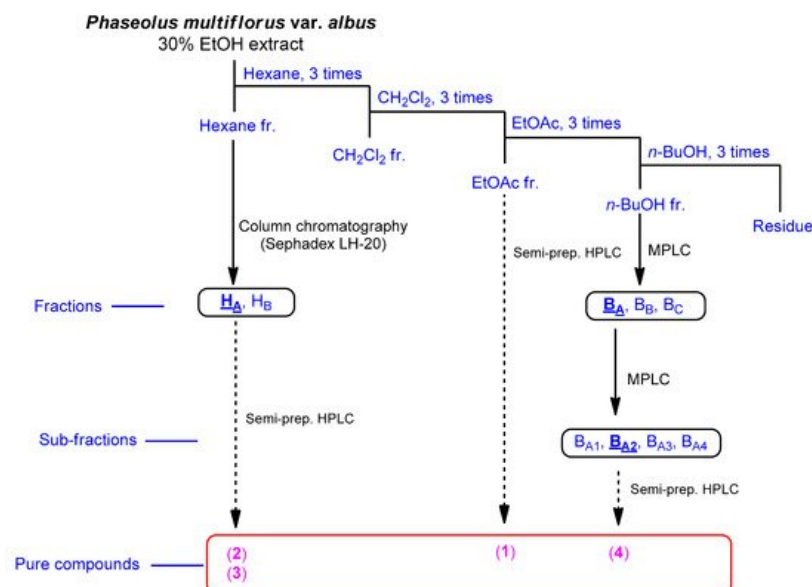 Phaseolus multiflorus var. albus
30% EtOH extract
Hexane, 3 times
CH2Cl2, 3 times
EtOAc, 3 times
n-BuOH, 3 times
Hexane fr.
CH2Cl2 fr.
EtOAc fr.
n-BuOH fr.
Residue
Column chromatography
(Sephadex LH-20)
Semi-prep. HPLC
MPLC
Fractions
HA, HB
BA, BB, BC
MPLC
Semi-prep. HPLC
Sub-fractions
BA1, BA2, BA3, BA4
Semi-prep. HPLC
Pure compounds
(2)
(3)
(1)
(4)